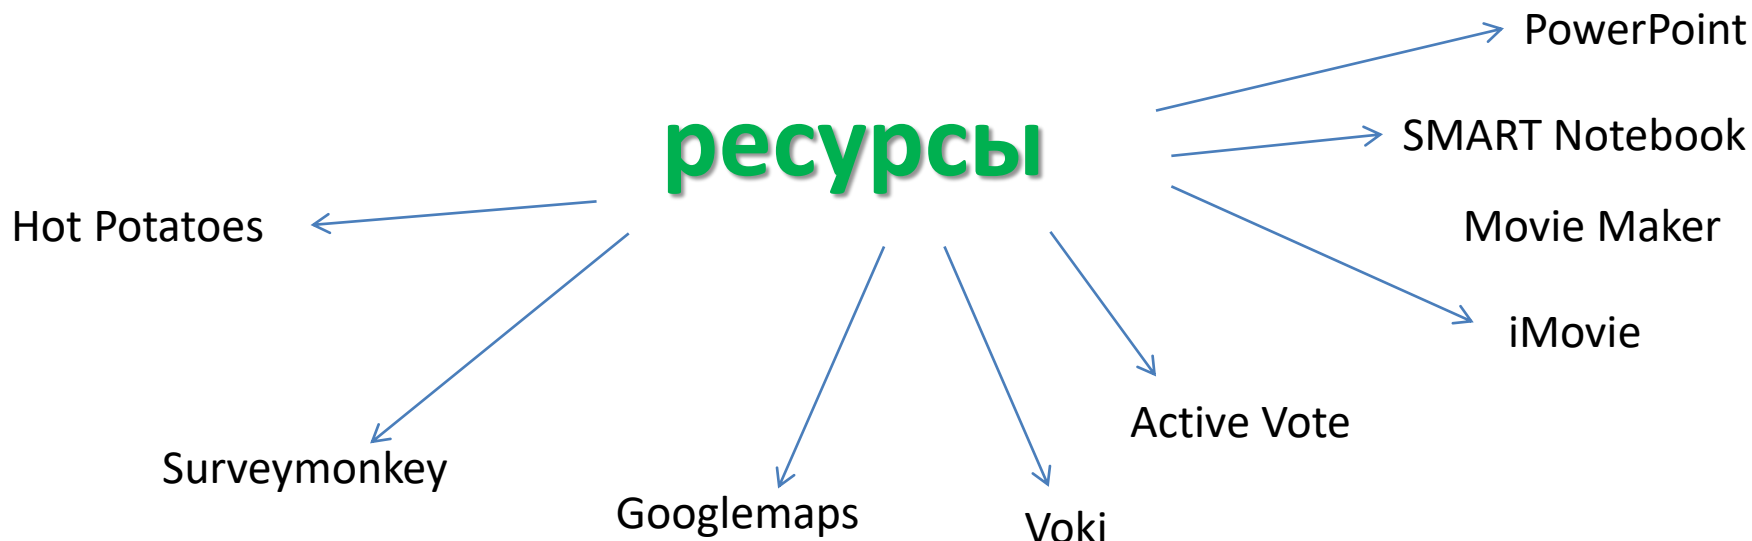 PowerPoint
ресурсы
SMART Notebook
Hot Potatoes
Movie Maker
iMovie
Active Vote
Surveymonkey
Googlemaps
Voki